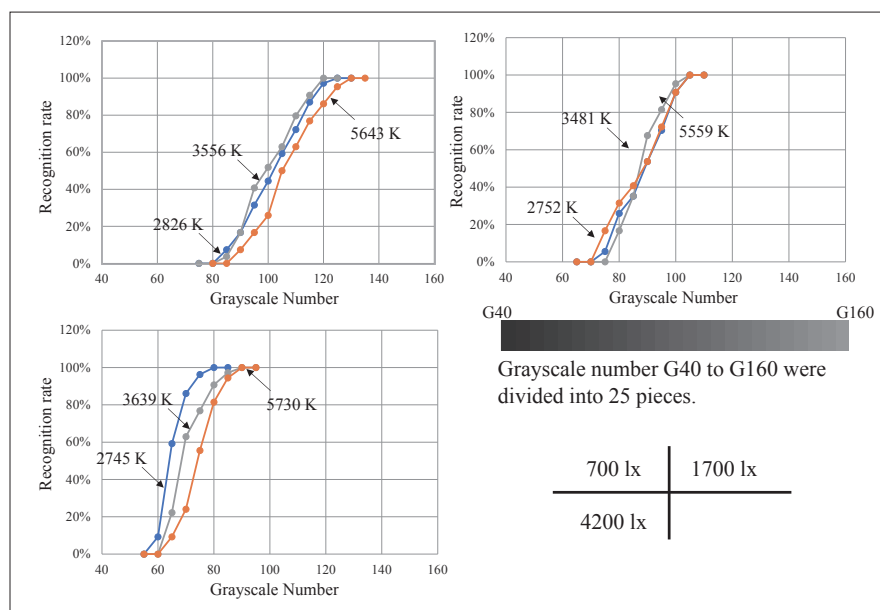 120%
100%
80%
60%
40%
20%
0%
40 60 80 100 120 140 160
Recognition rate
Grayscale Number
3556 K
2826 K
5643 K
120%
100%
80%
60%
40%
20%
0%
40 60 80 100 120 140 160
Recognition rate
Grayscale Number
3481 K
5559 K
2752 K
G40 G160
Grayscale number G40 to G160 were
divided into 25 pieces.
120%
100%
80%
60%
40%
20%
0%
40 60 80 100 120 140 160
Recognition rate
Grayscale Number
3639 K
5730 K
2745 K
700 lx 1700 lx
4200 lx